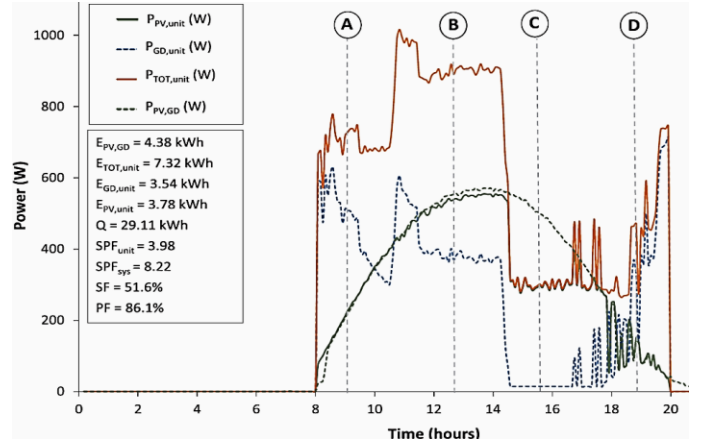 A
B
C
D
P_PV,unit (W)
P_GD,unit (W)
P_TOT,unit (W)
P_PV,GD (W)
E_PV,GD = 4.38 kWh
E_TOT,unit = 7.32 kWh
E_GD,unit = 3.54 kWh
E_PV,unit = 3.78 kWh
Q = 29.11 kWh
SPF_unit = 3.98
SPF_sys = 8.22
SF = 51.6%
PF = 86.1%
Power (W)
1000
800
600
400
200
0
0 2 4 6 8 10 12 14 16 18 20
Time (hours)